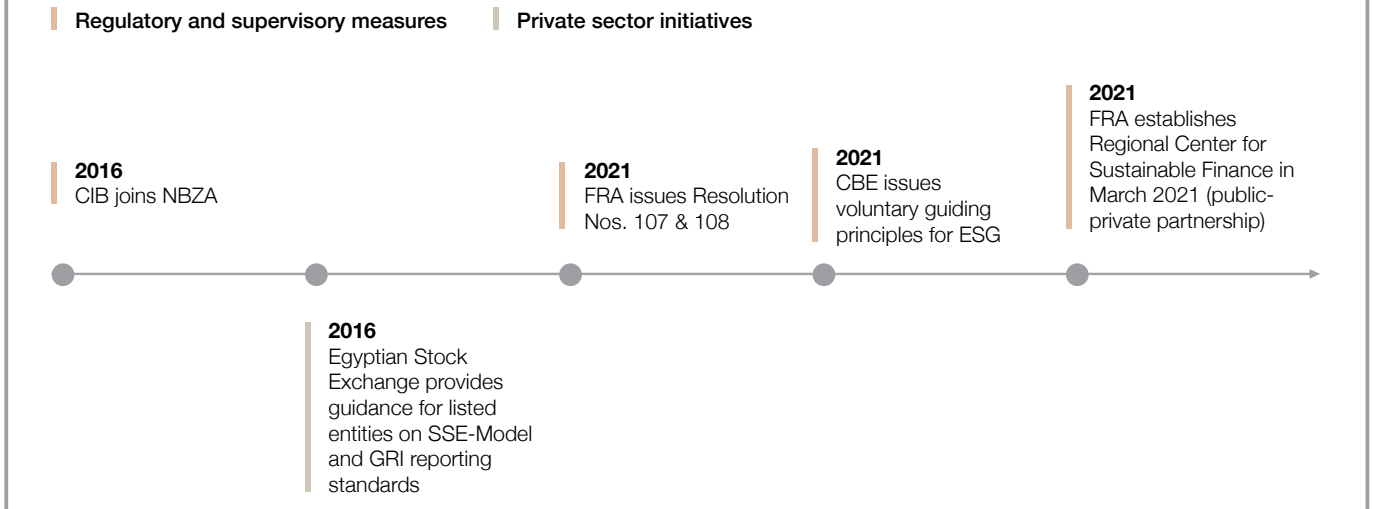 Regulatory and supervisory measures
Private sector initiatives
2016
CIB joins NBZA
2016
Egyptian Stock
Exchange provides
guidance for listed
entities on SSE-Model
and GRI reporting
standards
2021
FRA issues Resolution
Nos. 107 & 108
2021
CBE issues
voluntary guiding
principles for ESG
2021
FRA establishes
Regional Center for
Sustainable Finance in
March 2021 (public-
private partnership)